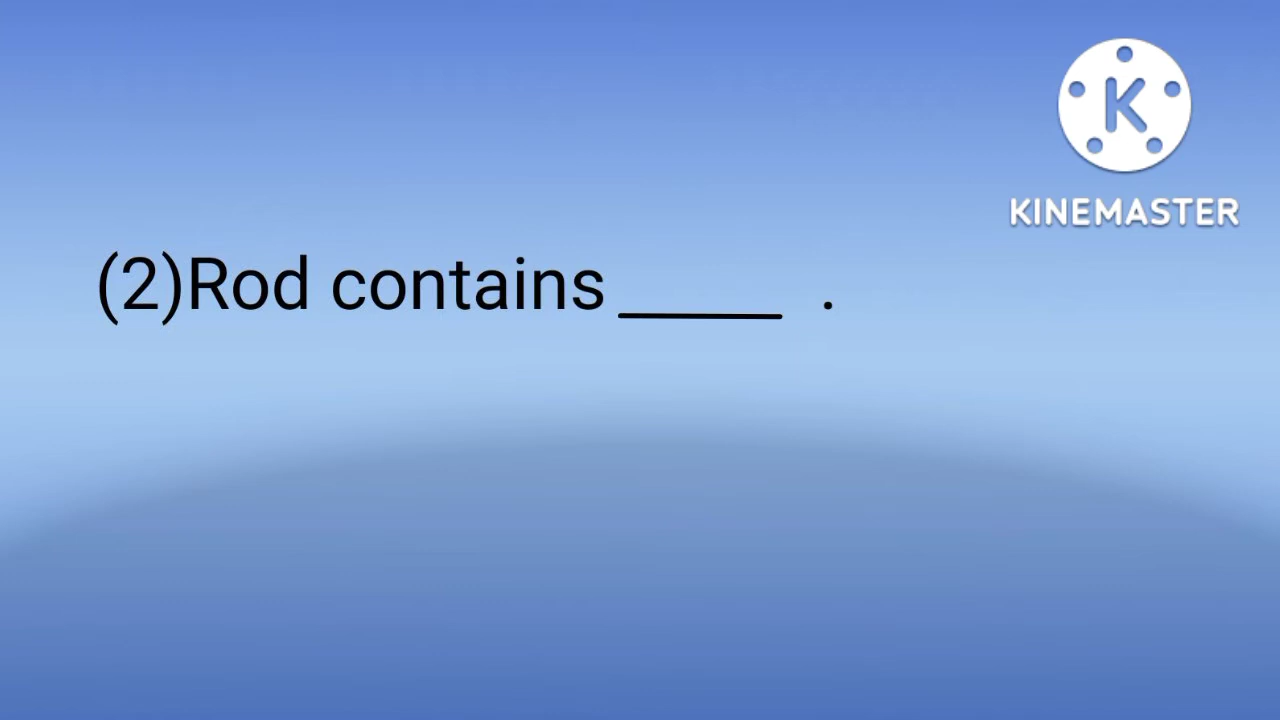 KINEMASTER
(2)Rod contains _____ .